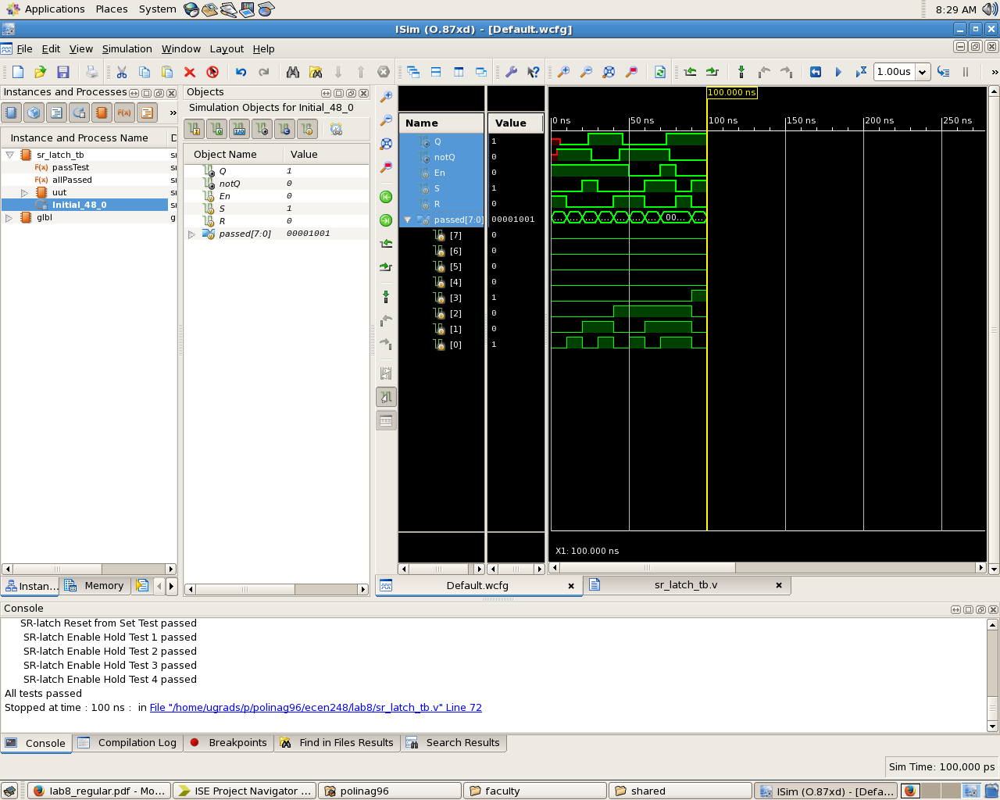 Applications Places System 8:29 AM
ISim (O.87xd) - [Default.wcfg]
File Edit View Simulation Window Layout Help
1.00us »
Instances and Processes
»
Instance and Process Name D
sr_latch_tb si
F(x) passTest si
F(x) allPassed si
uut si
Initial_48_0 si
glbl g
Instan... Memory
Objects
Simulation Objects for Initial_48_0
Object Name Value
Q 1
notQ 0
En 0
S 1
R 0
passed[7:0] 00001001
Name Value
Q 1
notQ 0
En 0
S 1
R 0
passed[7:0] 00001001
[7] 0
[6] 0
[5] 0
[4] 0
[3] 1
[2] 0
[1] 0
[0] 1
100.000 ns
0 ns 50 ns 100 ns 150 ns 200 ns 250 ns
... ... ... ... ... ... ... 00... ...
X1: 100.000 ns
Default.wcfg sr_latch_tb.v
Console
SR-latch Reset from Set Test passed
SR-latch Enable Hold Test 1 passed
SR-latch Enable Hold Test 2 passed
SR-latch Enable Hold Test 3 passed
SR-latch Enable Hold Test 4 passed
All tests passed
Stopped at time : 100 ns : in File "/home/ugrads/p/polinag96/ecen248/lab8/sr_latch_tb.v" Line 72
Console Compilation Log Breakpoints Find in Files Results Search Results
Sim Time: 100,000 ps
lab8_regular.pdf - Mo... ISE Project Navigator ... polinag96 faculty shared ISim (O.87xd) - [Defa...